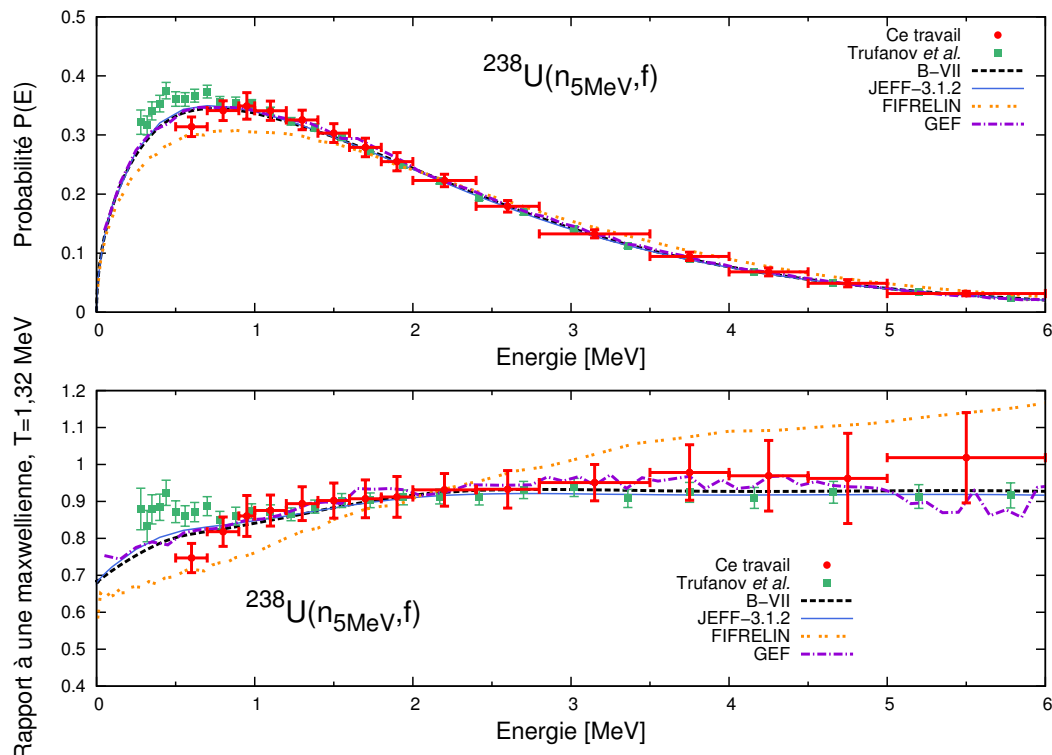 Probabilité P(E)
0.5
0.4
0.3
0.2
0.1
0
238U(n5MeV,f)
Ce travail
Trufanov et al.
B−VII
JEFF−3.1.2
FIFRELIN
GEF
0 1 2 3 4 5 6
Energie [MeV]
Rapport à une maxwellienne, T=1,32 MeV
1.2
1.1
1
0.9
0.8
0.7
0.6
0.5
0.4
238U(n5MeV,f)
Ce travail
Trufanov et al.
B−VII
JEFF−3.1.2
FIFRELIN
GEF
0 1 2 3 4 5 6
Energie [MeV]